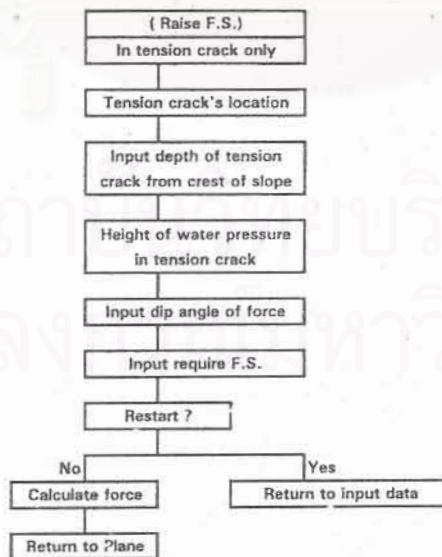 ( Raise F.S.)
In tension crack only
Tension crack's location
Input depth of tension
crack from crest of slope
Height of water pressure
in tension crack
Input dip angle of force
Input require F.S.
Restart ?
No
Yes
Calculate force
Return to input data
Return to Plane